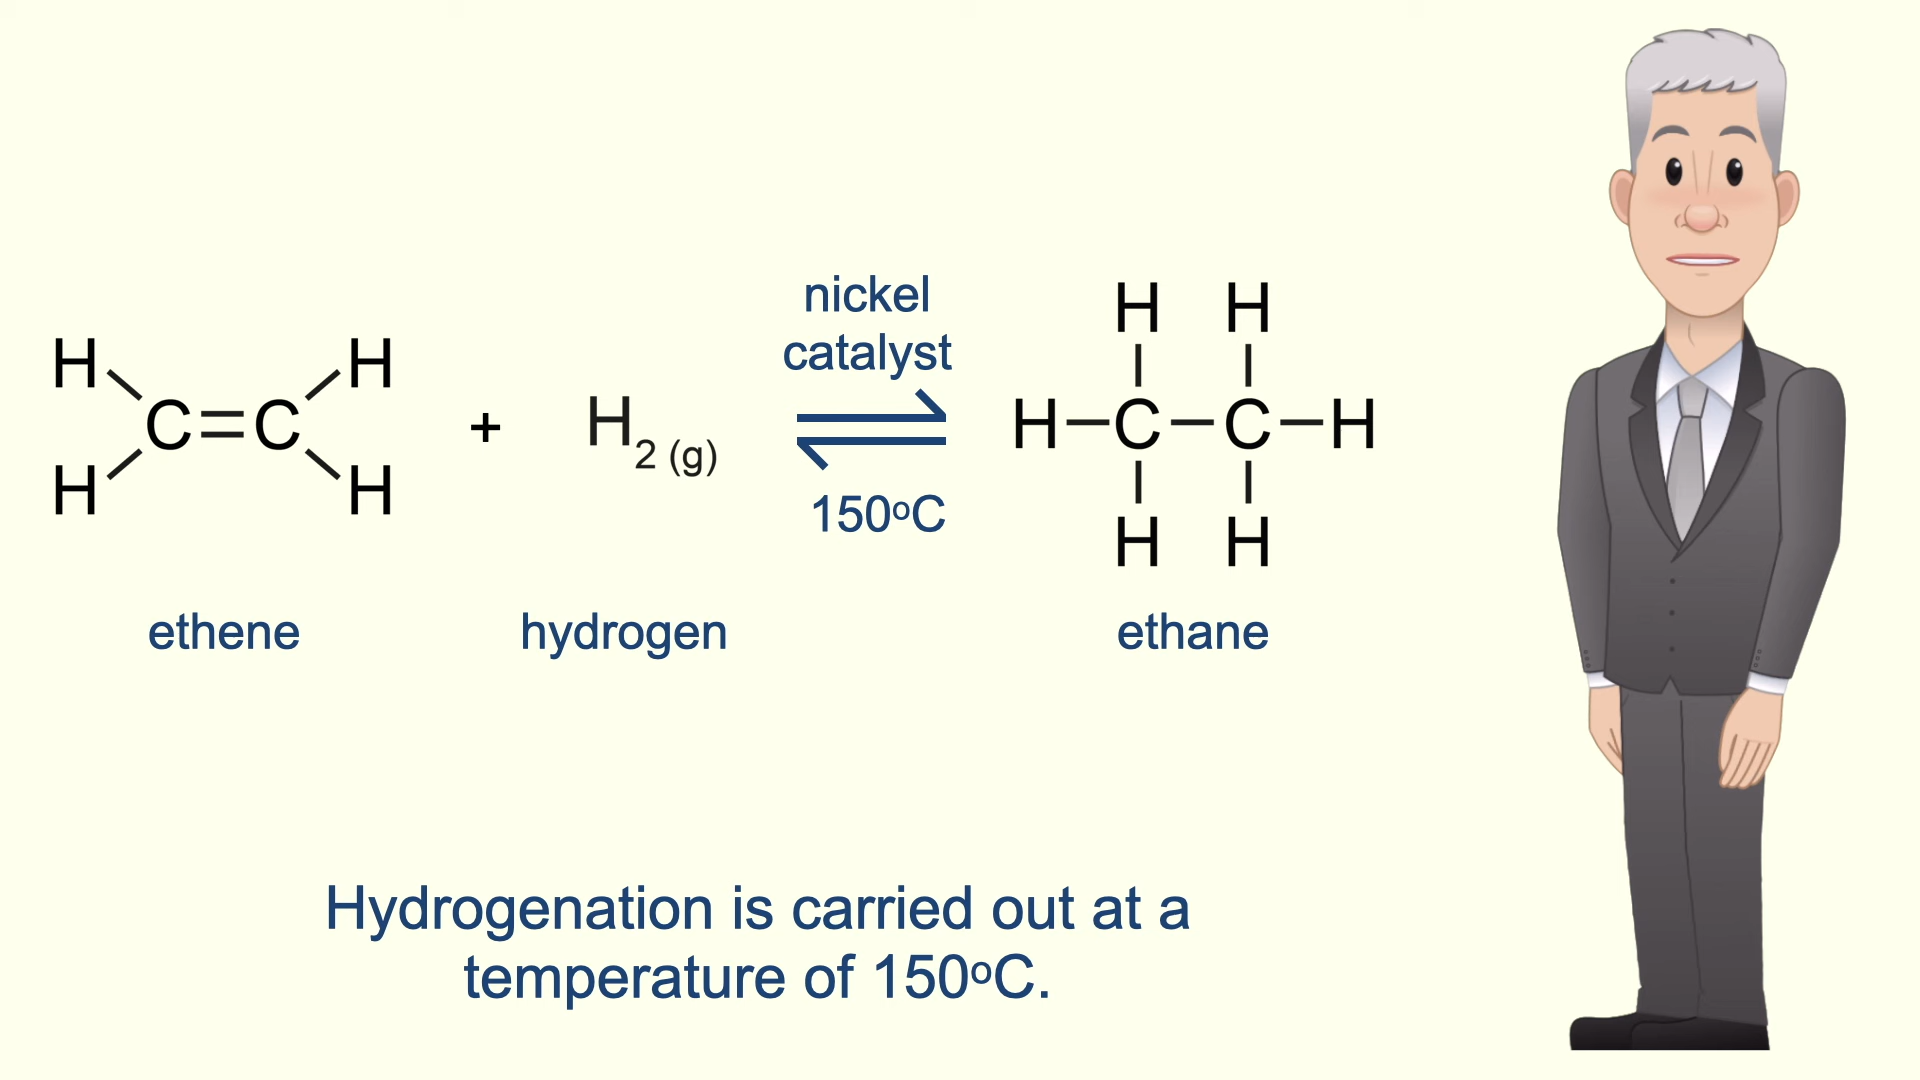 nickel
catalyst
H H
H H
C=C + H2 (g) H–C–C–H
H H
150oC
H H
ethene hydrogen ethane
Hydrogenation is carried out at a
temperature of 150oC.